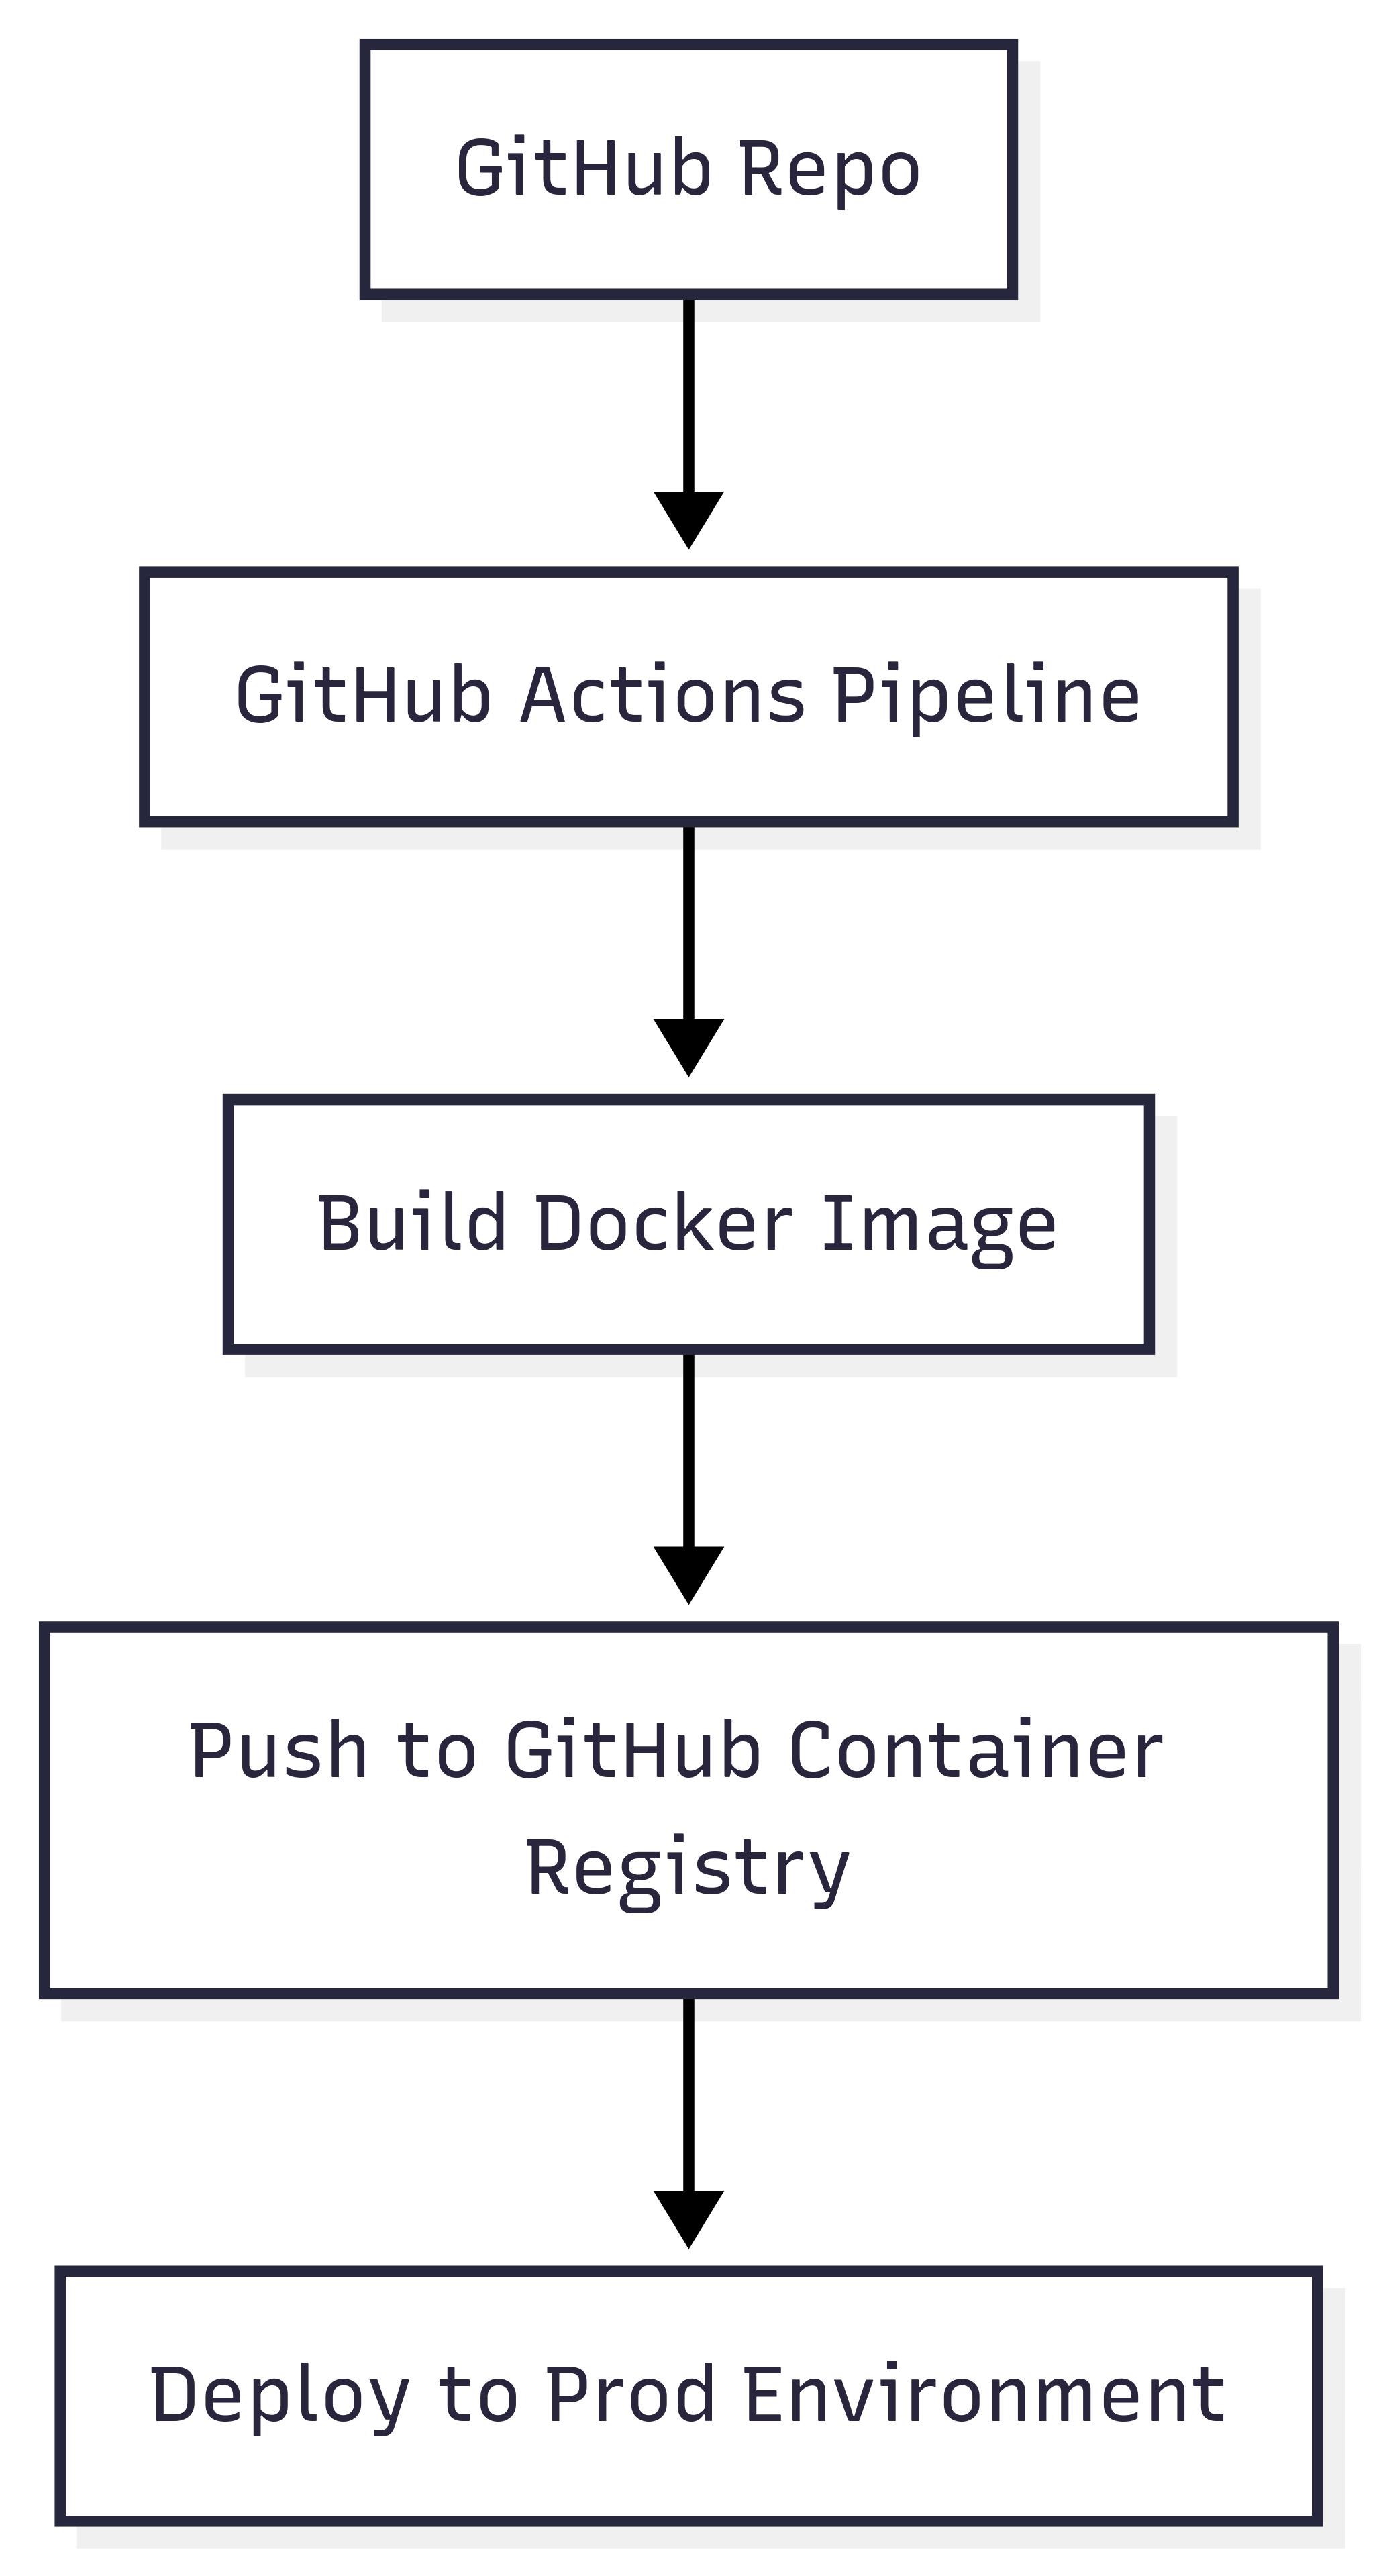 GitHub Repo
GitHub Actions Pipeline
Build Docker Image
Push to GitHub Container
Registry
Deploy to Prod Environment